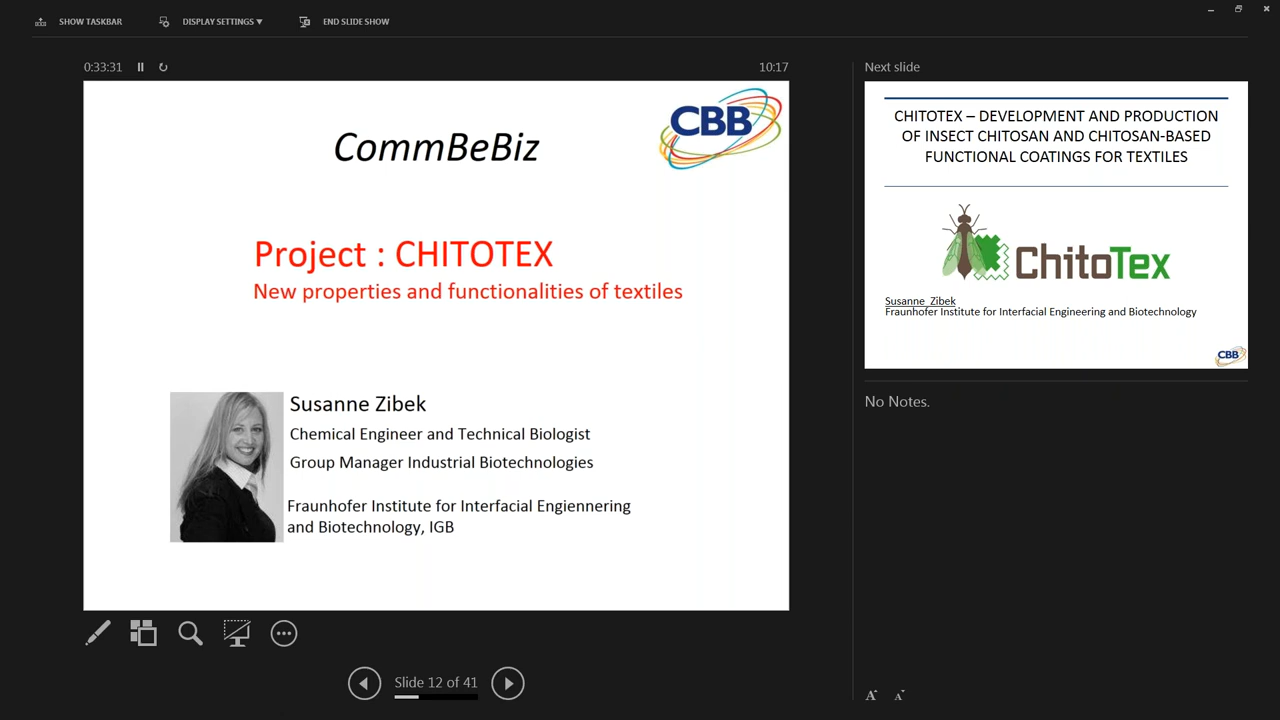 SHOW TASKBAR
DISPLAY SETTINGS ▼
END SLIDE SHOW
0:33:31
10:17
CommBeBiz
CBB
Project : CHITOTEX
New properties and functionalities of textiles
Susanne Zibek
Chemical Engineer and Technical Biologist
Group Manager Industrial Biotechnologies
Fraunhofer Institute for Interfacial Engiennering
and Biotechnology, IGB
Slide 12 of 41
Next slide
CHITOTEX – DEVELOPMENT AND PRODUCTION
OF INSECT CHITOSAN AND CHITOSAN-BASED
FUNCTIONAL COATINGS FOR TEXTILES
ChitoTex
Susanne Zibek
Fraunhofer Institute for Interfacial Engineering and Biotechnology
CBB
No Notes.
A A